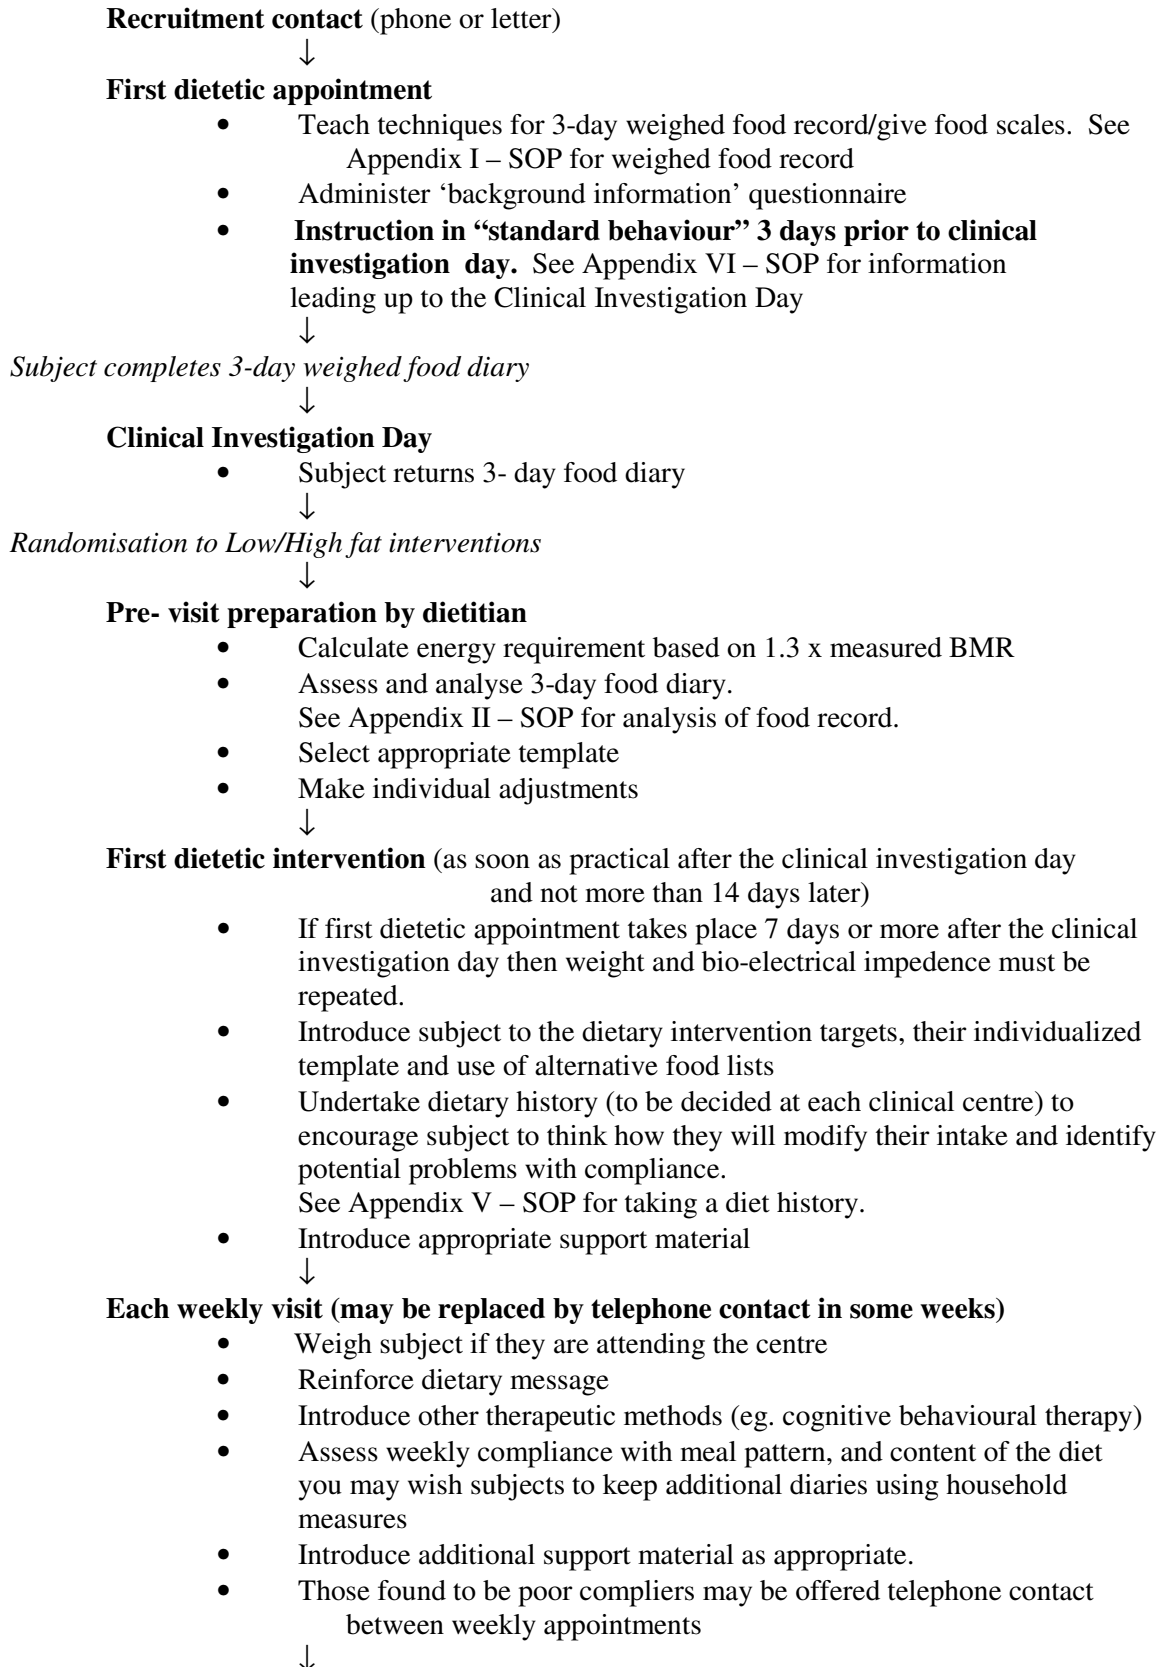 Recruitment contact (phone or letter)
↓
First dietetic appointment
• Teach techniques for 3-day weighed food record/give food scales. See
Appendix I – SOP for weighed food record
• Administer ‘background information’ questionnaire
• Instruction in “standard behaviour” 3 days prior to clinical
investigation day. See Appendix VI – SOP for information
leading up to the Clinical Investigation Day
↓
Subject completes 3-day weighed food diary
↓
Clinical Investigation Day
• Subject returns 3- day food diary
↓
Randomisation to Low/High fat interventions
↓
Pre- visit preparation by dietitian
• Calculate energy requirement based on 1.3 x measured BMR
• Assess and analyse 3-day food diary.
See Appendix II – SOP for analysis of food record.
• Select appropriate template
• Make individual adjustments
↓
First dietetic intervention (as soon as practical after the clinical investigation day
and not more than 14 days later)
• If first dietetic appointment takes place 7 days or more after the clinical
investigation day then weight and bio-electrical impedence must be
repeated.
• Introduce subject to the dietary intervention targets, their individualized
template and use of alternative food lists
• Undertake dietary history (to be decided at each clinical centre) to
encourage subject to think how they will modify their intake and identify
potential problems with compliance.
See Appendix V – SOP for taking a diet history.
• Introduce appropriate support material
↓
Each weekly visit (may be replaced by telephone contact in some weeks)
• Weigh subject if they are attending the centre
• Reinforce dietary message
• Introduce other therapeutic methods (eg. cognitive behavioural therapy)
• Assess weekly compliance with meal pattern, and content of the diet
you may wish subjects to keep additional diaries using household
measures
• Introduce additional support material as appropriate.
• Those found to be poor compliers may be offered telephone contact
between weekly appointments
↓